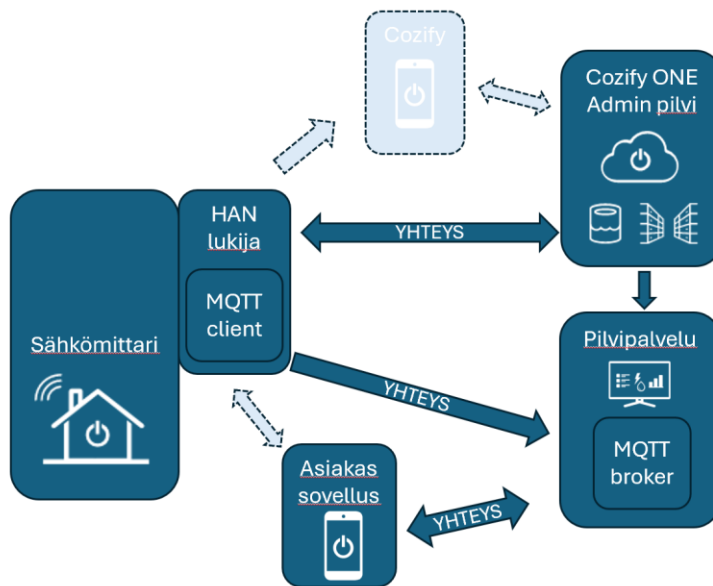 Cozify
Cozify ONE
Admin pilvi
HAN
lukija
YHTEYS
MQTT
client
Sähkömittari
Pilvipalvelu
YHTEYS
MQTT
broker
Asiakas
sovellus
YHTEYS